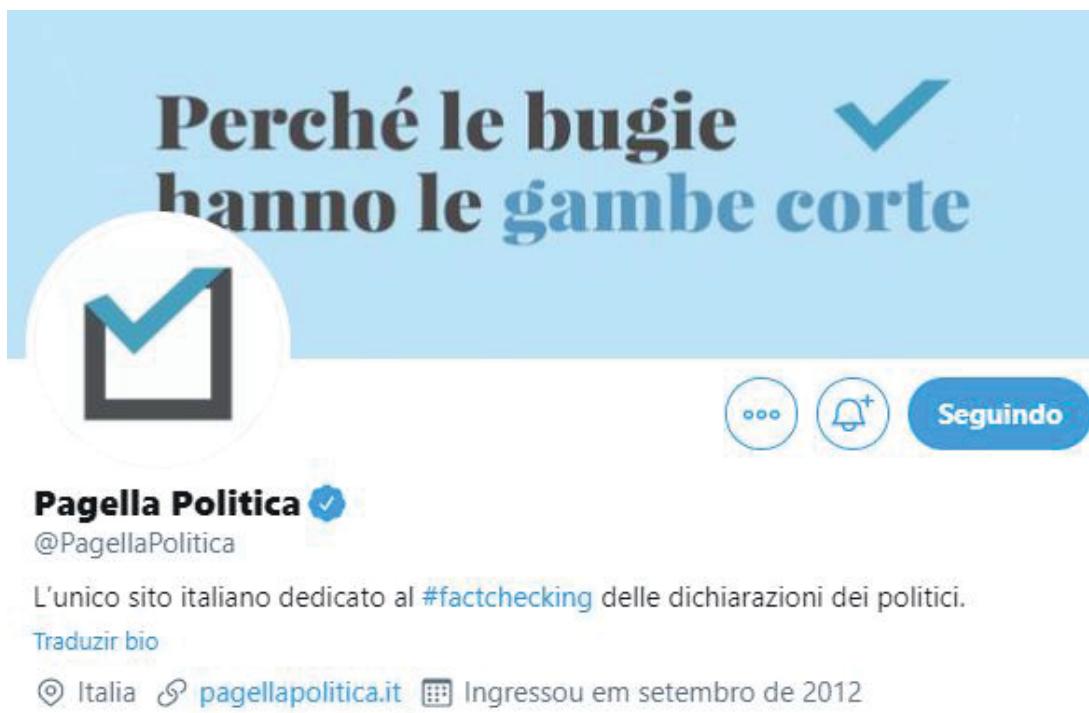 Perché le bugie
hanno le gambe corte
Seguindo
Pagella Politica
@PagellaPolitica
L'unico sito italiano dedicato al #factchecking delle dichiarazioni dei politici.
Traduzir bio
Italia pagellapolitica.it Ingressou em setembro de 2012